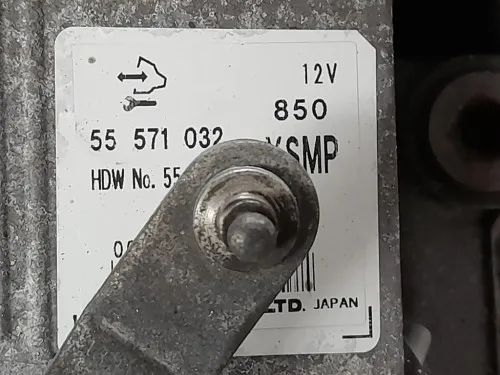 12V
850
55 571 032 YSMP
HDW No. 55
LTD. JAPAN